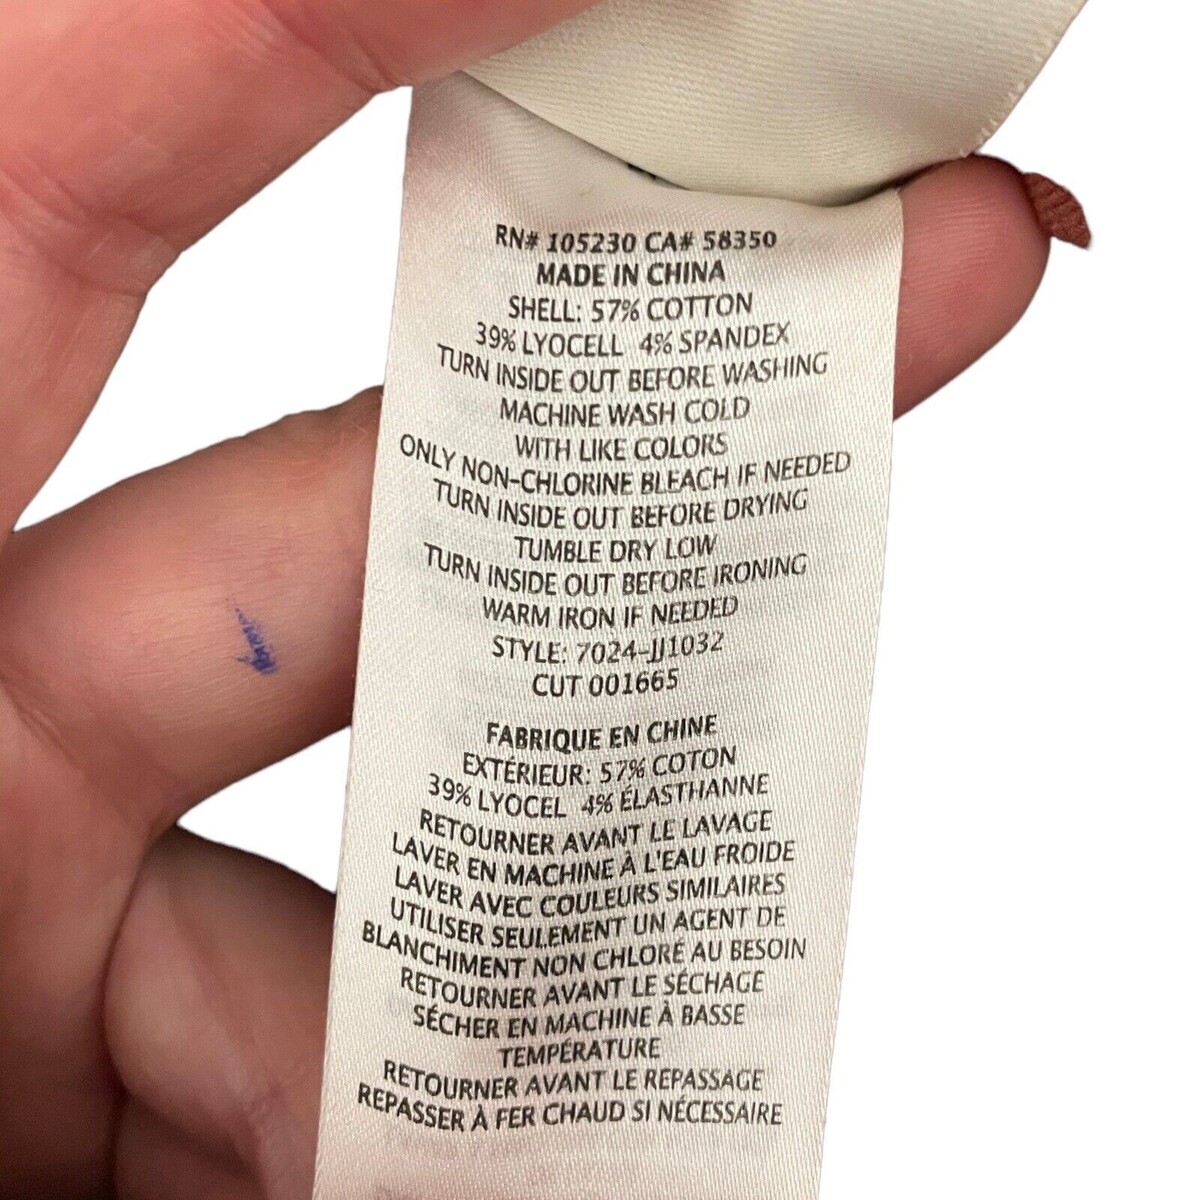 RN# 105230 CA# 58350
MADE IN CHINA
SHELL: 57% COTTON
39% LYOCELL 4% SPANDEX
TURN INSIDE OUT BEFORE WASHING
MACHINE WASH COLD
WITH LIKE COLORS
ONLY NON-CHLORINE BLEACH IF NEEDED
TURN INSIDE OUT BEFORE DRYING
TUMBLE DRY LOW
TURN INSIDE OUT BEFORE IRONING
WARM IRON IF NEEDED
STYLE: 7024-JJ1032
CUT 001665
FABRIQUE EN CHINE
EXTÉRIEUR: 57% COTON
39% LYOCEL 4% ÉLASTHANNE
RETOURNER AVANT LE LAVAGE
LAVER EN MACHINE À L'EAU FROIDE
LAVER AVEC COULEURS SIMILAIRES
UTILISER SEULEMENT UN AGENT DE
BLANCHIMENT NON CHLORÉ AU BESOIN
RETOURNER AVANT LE SÉCHAGE
SÉCHER EN MACHINE À BASSE
TEMPÉRATURE
RETOURNER AVANT LE REPASSAGE
REPASSER À FER CHAUD SI NÉCESSAIRE